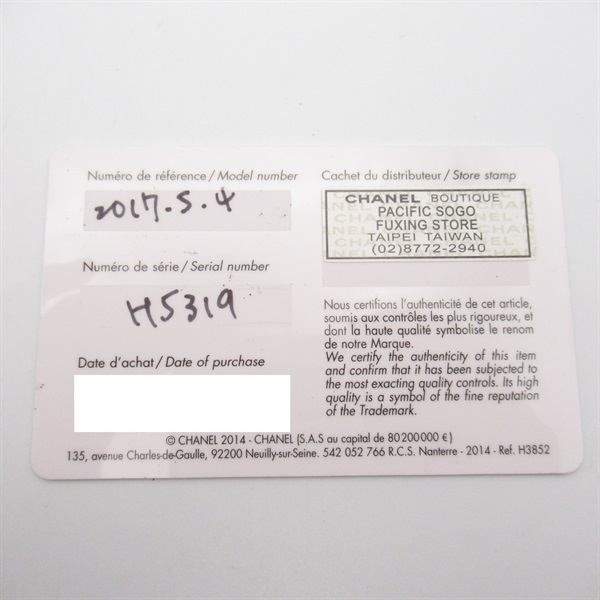 Numéro de référence / Model number
2017.5.4
Numéro de série / Serial number
H5319
Date d'achat / Date of purchase
Cachet du distributeur / Store stamp
CHANEL BOUTIQUE
PACIFIC SOGO
FUXING STORE
TAIPEI TAIWAN
(02)8772-2940
Nous certifions l'authenticité de cet article,
soumis aux contrôles les plus rigoureux, et
dont la haute qualité symbolise le renom
de notre Marque.
We certify the authenticity of this item
and confirm that it has been subjected to
the most exacting quality controls. Its high
quality is a symbol of the fine reputation
of the Trademark.
© CHANEL 2014 - CHANEL (S.A.S au capital de 80 200 000 €)
135, avenue Charles-de-Gaulle, 92200 Neuilly-sur-Seine. 542 052 766 R.C.S. Nanterre - 2014 - Ref. H3852